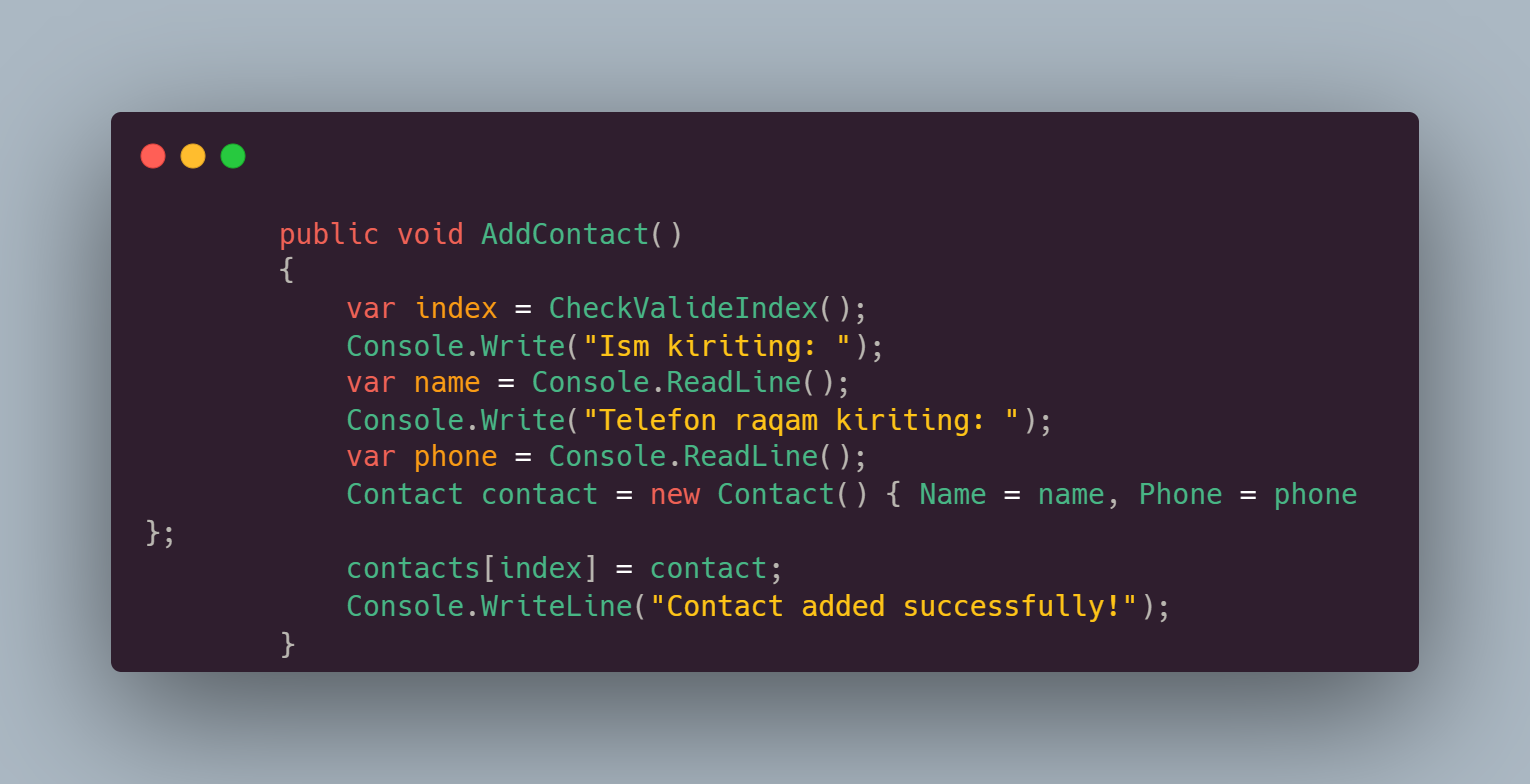 public void AddContact()
{
var index = CheckValideIndex();
Console.Write("Ism kiriting: ");
var name = Console.ReadLine();
Console.Write("Telefon raqam kiriting: ");
var phone = Console.ReadLine();
Contact contact = new Contact() { Name = name, Phone = phone
};
contacts[index] = contact;
Console.WriteLine("Contact added successfully!");
}